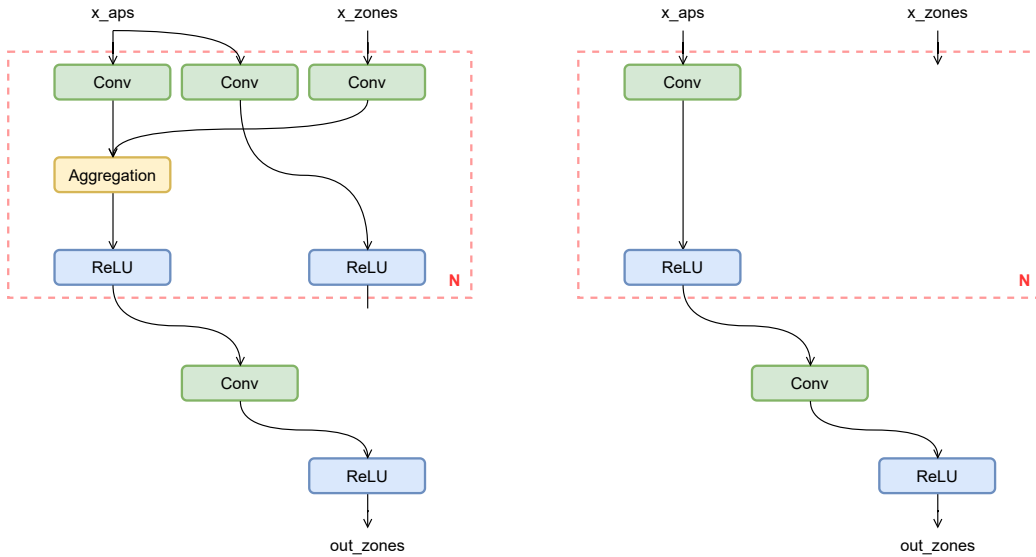 x_aps
x_zones
Conv
Conv
Conv
Aggregation
ReLU
ReLU
N
Conv
ReLU
out_zones
x_aps
x_zones
Conv
ReLU
N
Conv
ReLU
out_zones